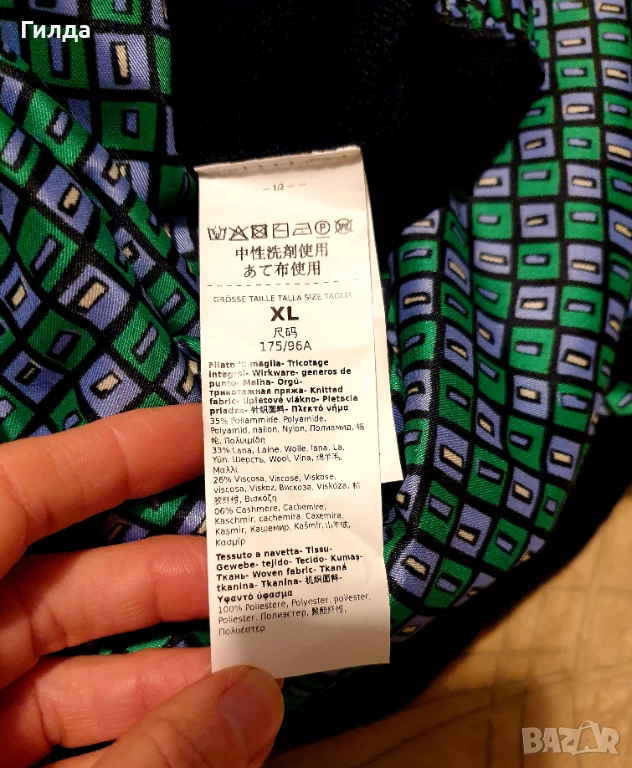 Гилда
1/2
中性洗剤使用
あて布使用
GRÖSSE TAILLE TALLA SIZE TAGLIA
XL
尺码
175/96A
Filato in maglia- Tricotage
integral- Wirkware- generos de
punto- Malha- Örgü-
трикотажная пряжа- Knitted
fabric- Úpletové vlákno- Pletacia
priadza- 针织面料- Πλεκτό νήμα
35% Poliammide, Polyamide,
Polyamid, nailon, Nylon, Полиамид, 锦
纶, Πολυμίδη
33% Lana, Laine, Wolle, lana, La,
Yün, Шерсть, Wool, Vlna, 绵羊毛,
Μαλλί
26% Viscosa, Viscose, Viskose,
viscosa, Viskoz, Вискоза, Viskóza, 粘
胶纤维, Βισκόζη
06% Cashmere, Cachemire,
Kaschmir, cachemira, Caxemira,
Kaşmir, Кашемир, Kašmír, 山羊绒,
Κασμίρ
Tessuto a navetta- Tissu-
Gewebe- tejido- Tecido- Kumaş-
Ткань- Woven fabric- Tkaná
tkanina- Tkanina- 机织面料-
Υφαντό ύφασμα
100% Poliestere, Polyester, poliéster,
Poliester, Полиэстер, 聚酯纤维,
Πολυέστερ
BAZAR